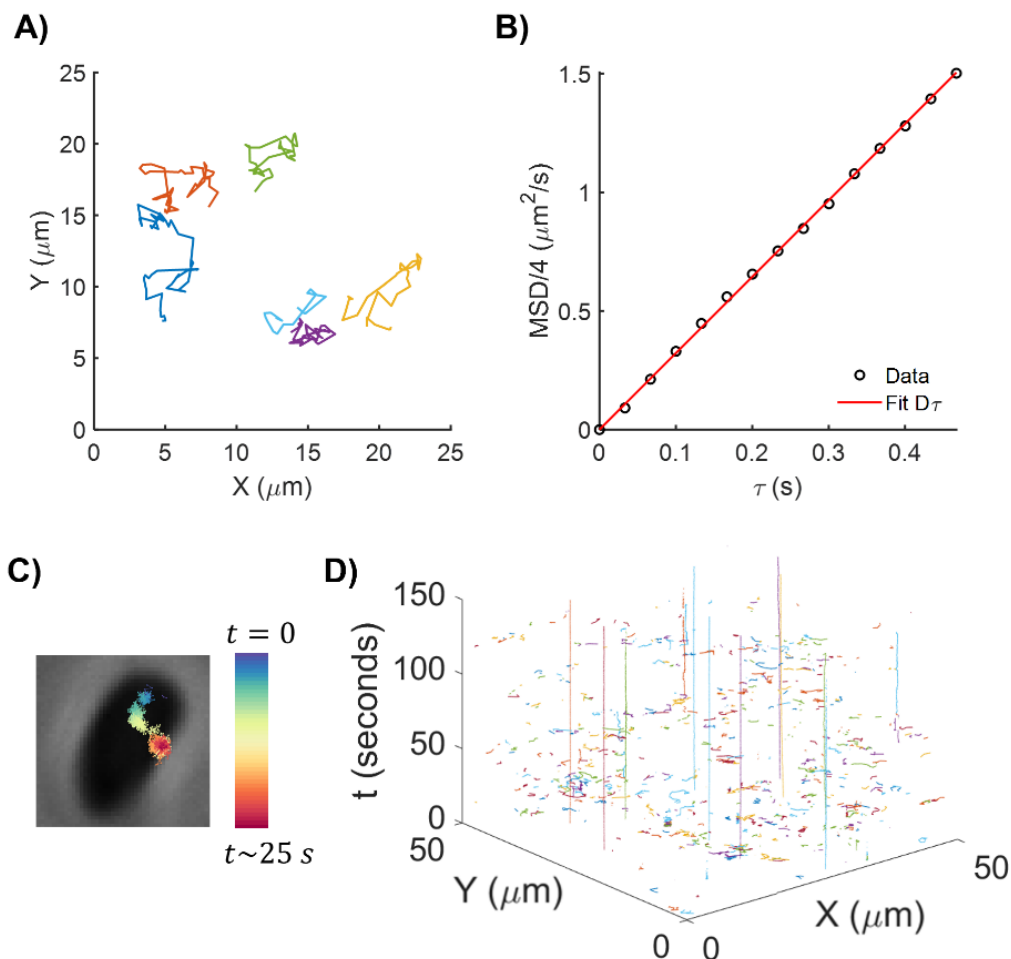 A)
25
20
15
10
5
0
Y (μm)
0 5 10 15 20 25
X (μm)
B)
1.5
1
0.5
0
MSD/4 (μm²/s)
Data
Fit Dτ
0 0.1 0.2 0.3 0.4
τ (s)
C)
t = 0
t~25 s
D)
150
100
50
0
t (seconds)
50
Y (μm)
0
0
X (μm)
50